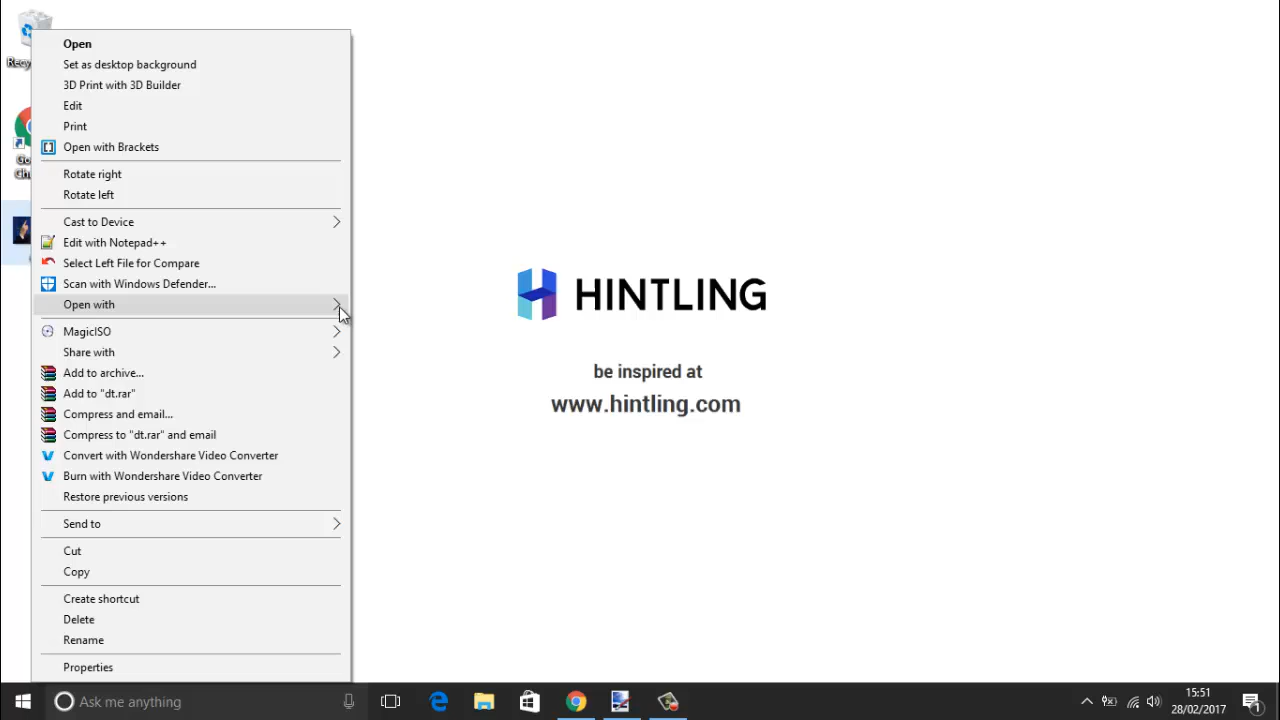 Recy
Go
Ch
Open
Set as desktop background
3D Print with 3D Builder
Edit
Print
Open with Brackets
Rotate right
Rotate left
Cast to Device
Edit with Notepad++
Select Left File for Compare
Scan with Windows Defender...
Open with
MagicISO
Share with
Add to archive...
Add to "dt.rar"
Compress and email...
Compress to "dt.rar" and email
Convert with Wondershare Video Converter
Burn with Wondershare Video Converter
Restore previous versions
Send to
Cut
Copy
Create shortcut
Delete
Rename
Properties
HINTLING
be inspired at
www.hintling.com
Ask me anything
15:51
28/02/2017
1